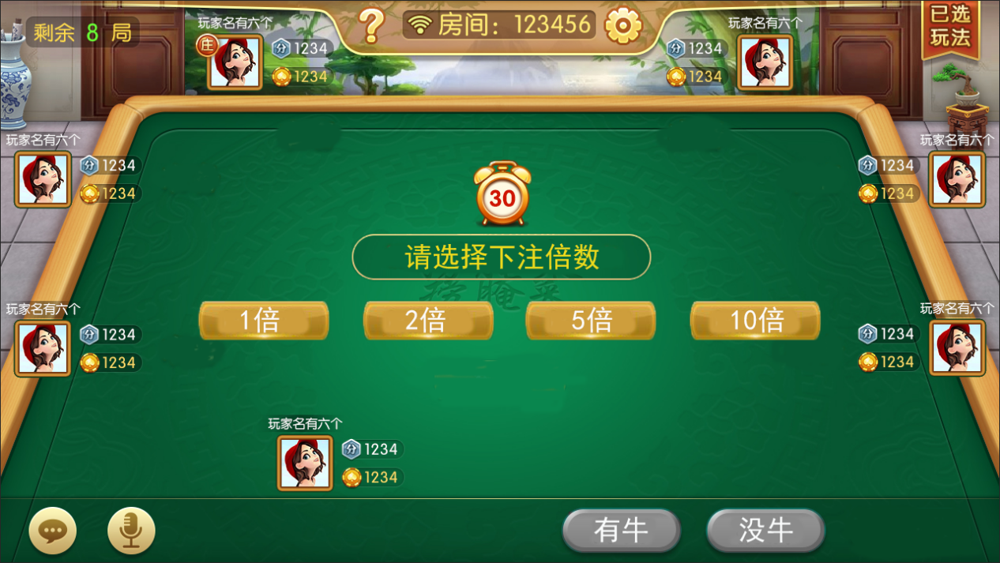 剩余 8 局
玩家名有六个
庄
分 1234
1234
?
房间：123456
玩家名有六个
分 1234
1234
已选
玩法
玩家名有六个
分 1234
1234
30
玩家名有六个
分 1234
1234
请选择下注倍数
1倍
2倍
5倍
10倍
玩家名有六个
分 1234
1234
玩家名有六个
分 1234
1234
玩家名有六个
分 1234
1234
有牛
没牛